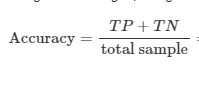 Accuracy = TP + TN / total sample =